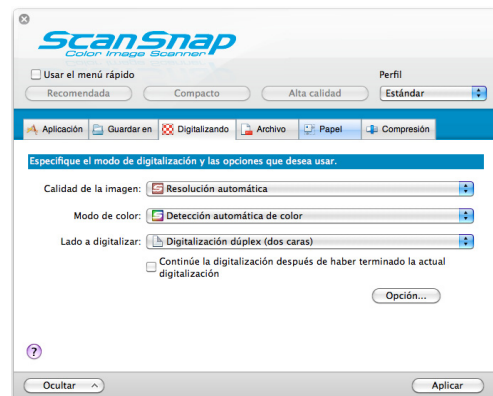 ScanSnap
Color Image Scanner
Usar el menú rápido
Perfil
Recomendada Compacto Alta calidad Estándar
Aplicación Guardar en Digitalizando Archivo Papel Compresión
Especifique el modo de digitalización y las opciones que desea usar.
Calidad de la imagen: Resolución automática
Modo de color: Detección automática de color
Lado a digitalizar: Digitalización dúplex (dos caras)
Continúe la digitalización después de haber terminado la actual
digitalización
Opción...
?
Ocultar Aplicar